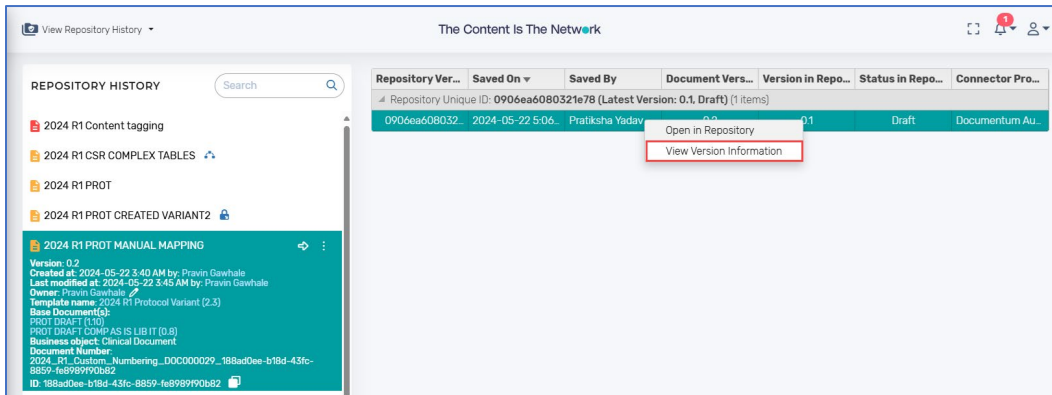 View Repository History
The Content Is The Network
1
REPOSITORY HISTORY
Search
2024 R1 Content tagging
2024 R1 CSR COMPLEX TABLES
2024 R1 PROT
2024 R1 PROT CREATED VARIANT2
2024 R1 PROT MANUAL MAPPING
Version: 0.2
Created at: 2024-05-22 3:40 AM by: Pravin Gawhale
Last modified at: 2024-05-22 3:45 AM by: Pravin Gawhale
Owner: Pravin Gawhale
Template name: 2024 R1 Protocol Variant (2.3)
Base Document(s):
PROT DRAFT (1.10)
PROT DRAFT COMP AS IS LIB IT (0.8)
Business object: Clinical Document
Document Number:
2024_R1_Custom_Numbering_DOC000029_188ad0ee-b18d-43fc-
8859-fe8989f90b82
ID: 188ad0ee-b18d-43fc-8859-fe8989f90b82
Repository Ver... Saved On Saved By Document Vers... Version in Repo... Status in Repo... Connector Pro...
Repository Unique ID: 0906ea6080321e78 (Latest Version: 0.1, Draft) (1 items)
0906ea608032... 2024-05-22 5:06... Pratiksha Yadav 0.2 0.1 Draft Documentum Au...
Open in Repository
View Version Information